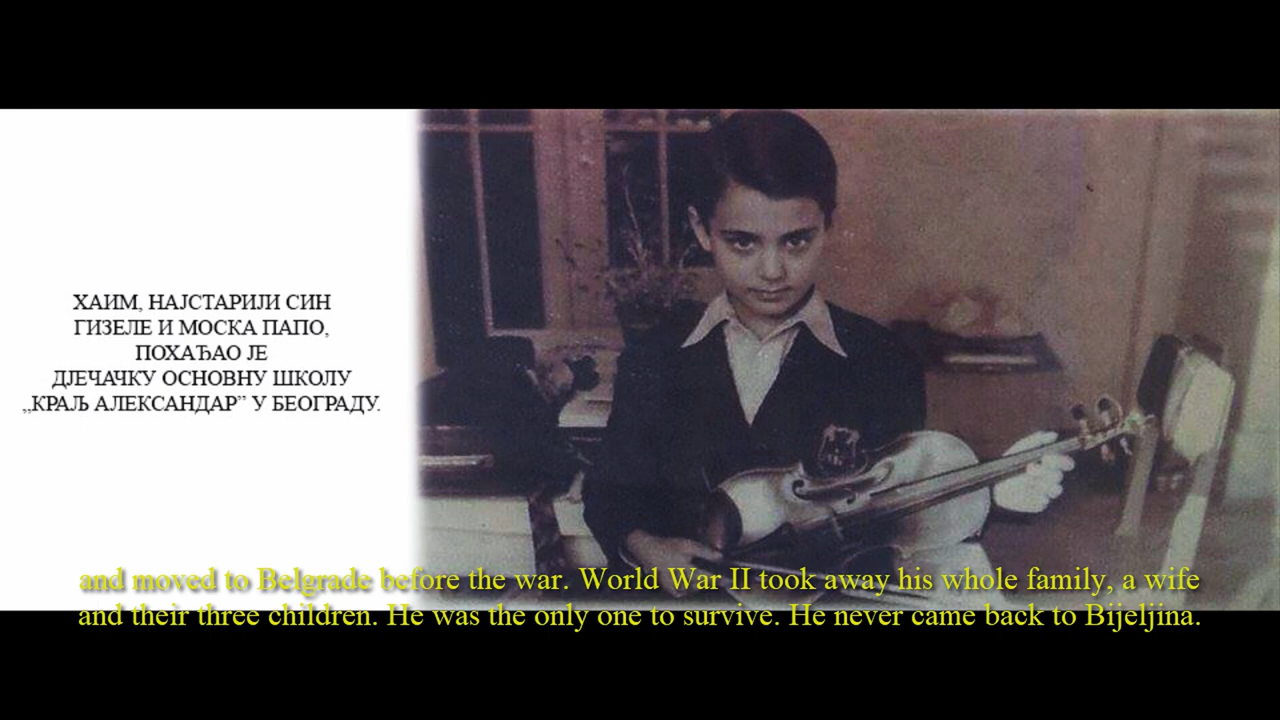 ХАИМ, НАЈСТАРИЈИ СИН
ГИЗЕЛЕ И МОСКА ПАПО,
ПОХАЂАО ЈЕ
ДЈЕЧАЧКУ ОСНОВНУ ШКОЛУ
„КРАЉ АЛЕКСАНДАР” У БЕОГРАДУ.
and moved to Belgrade before the war. World War II took away his whole family, a wife
and their three children. He was the only one to survive. He never came back to Bijeljina.